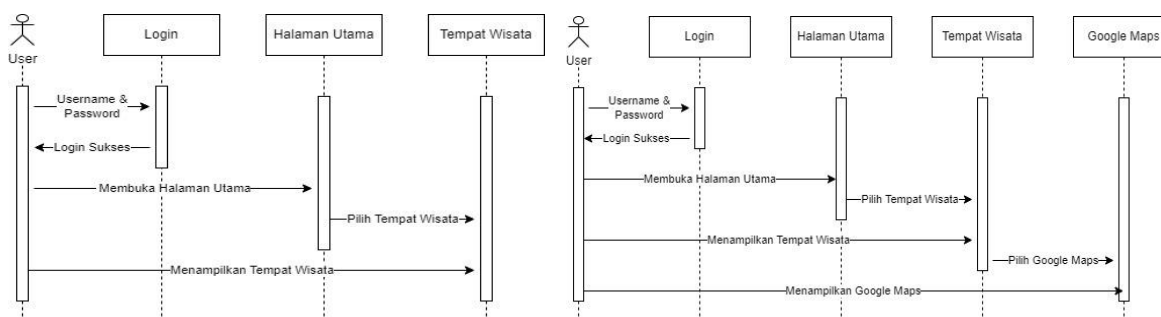 Login
Halaman Utama
Tempat Wisata
User
Username &
Password
Login Sukses
Membuka Halaman Utama
Pilih Tempat Wisata
Menampilkan Tempat Wisata
Login
Halaman Utama
Tempat Wisata
Google Maps
User
Username &
Password
Login Sukses
Membuka Halaman Utama
Pilih Tempat Wisata
Menampilkan Tempat Wisata
Pilih Google Maps
Menampilkan Google Maps